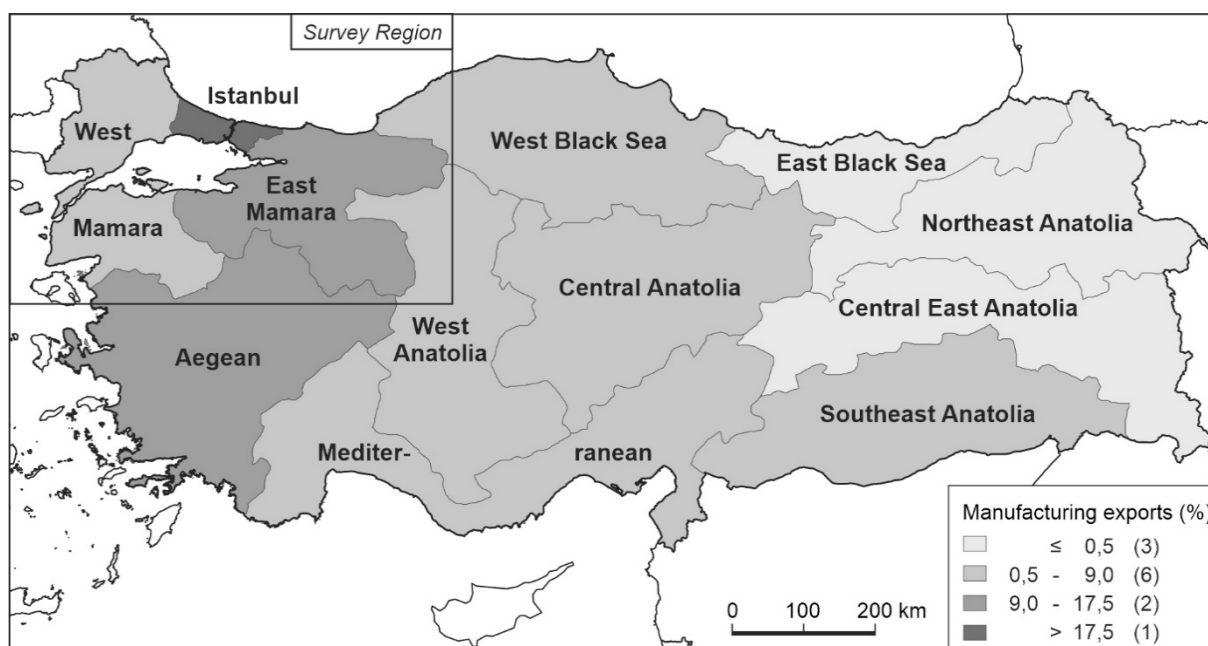 Survey Region
Istanbul
West
West Black Sea
East Black Sea
East
Mamara
Mamara
Northeast Anatolia
Central Anatolia
Central East Anatolia
West
Anatolia
Aegean
Southeast Anatolia
Mediter-
ranean
Manufacturing exports (%)
≤ 0,5 (3)
0,5 - 9,0 (6)
9,0 - 17,5 (2)
> 17,5 (1)
0 100 200 km